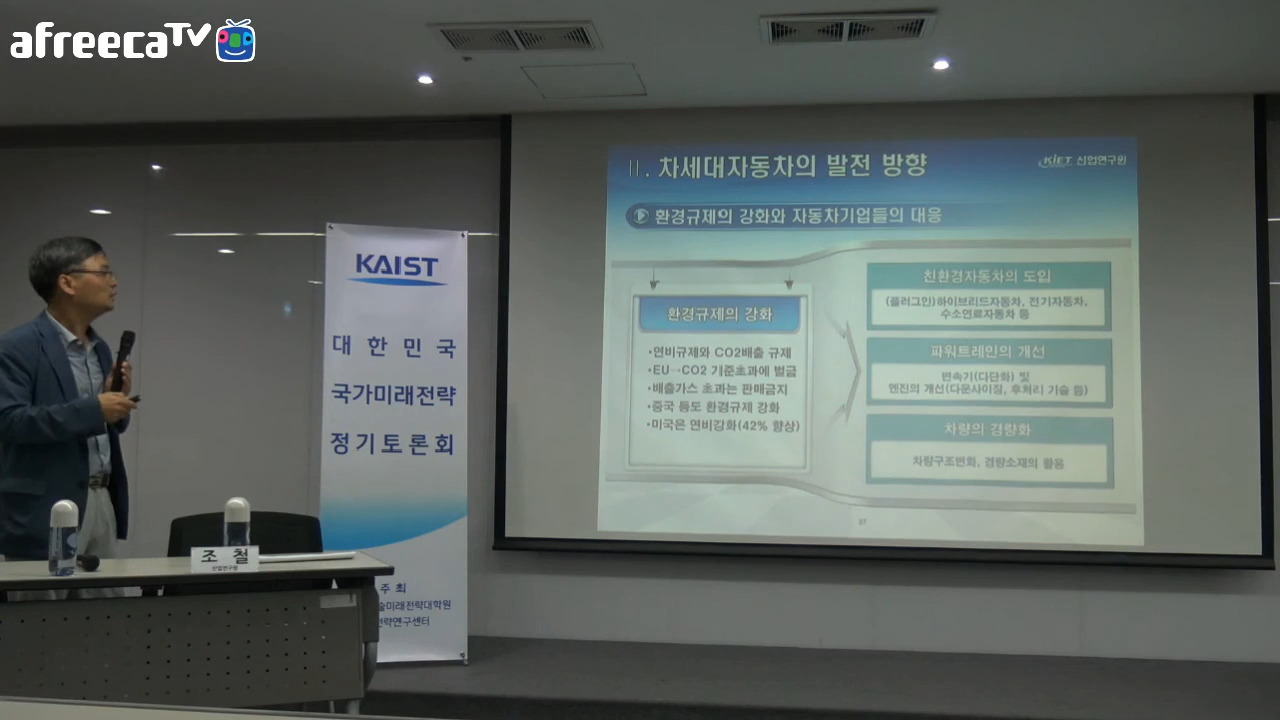 afreecaTV
II. 차세대자동차의 발전 방향
KIET 산업연구원
환경규제의 강화와 자동차기업들의 대응
환경규제의 강화
·연비규제와 CO2배출 규제
·EU→CO2 기준초과에 벌금
·배출가스 초과는 판매금지
·중국 등도 환경규제 강화
·미국은 연비강화(42% 향상)
친환경자동차의 도입
(플러그인)하이브리드자동차, 전기자동차,
수소연료자동차 등
파워트레인의 개선
변속기(다단화) 및
엔진의 개선(다운사이징, 후처리 기술 등)
차량의 경량화
차량구조변화, 경량소재의 활용
37
KAIST
대한민국
국가미래전략
정기토론회
주최
술미래전략대학원
전략연구센터
조 철
산업연구원